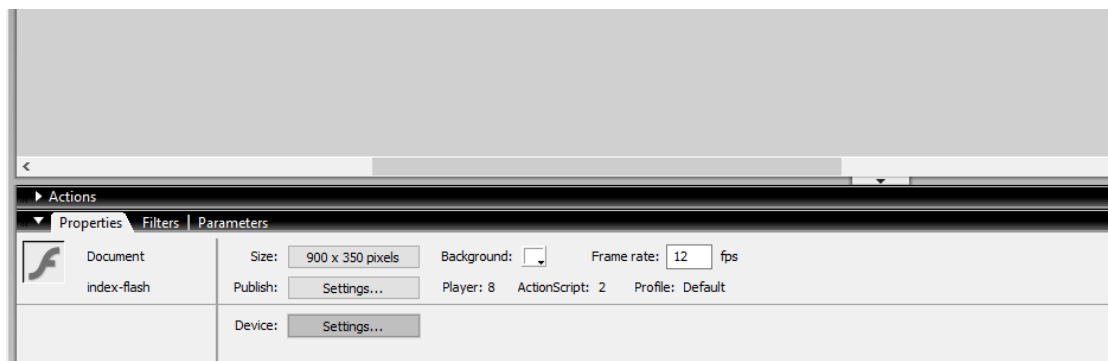 Actions
Properties Filters | Parameters
Document Size: 900 x 350 pixels Background: Frame rate: 12 fps
index-flash Publish: Settings... Player: 8 ActionScript: 2 Profile: Default
Device: Settings...